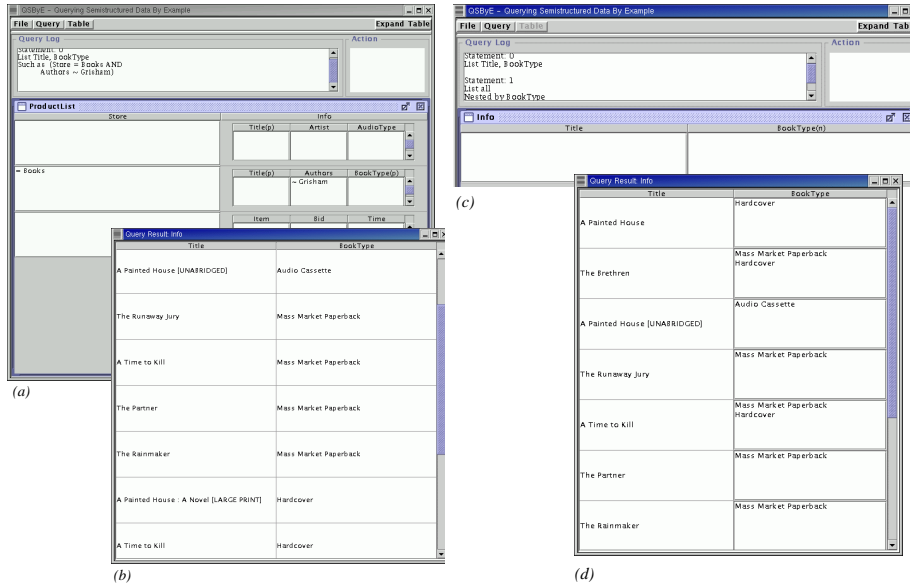 QSByE - Querying Semistructured Data By Example
File Query Table Expand Table
Query Log
Action
Statement: 0
List Title, BookType
Such as (Store = Books AND
Authors ~ Grisham)
ProductList
Store Info
Title(p) Artist AudioType
= Books
Title(p) Authors BookType(p)
~ Grisham
Item Bid Time
(a)
Query Result: Info
Title BookType
A Painted House [UNABRIDGED] Audio Cassette
The Runaway Jury Mass Market Paperback
A Time to Kill Mass Market Paperback
The Partner Mass Market Paperback
The Rainmaker Mass Market Paperback
A Painted House : A Novel [LARGE PRINT] Hardcover
A Time to Kill Hardcover
(b)
QSByE - Querying Semistructured Data By Example
File Query Table Expand Tab
Query Log
Action
Statement: 0
List Title, BookType
Statement: 1
List all
Nested by BookType
Info
Title BookType(n)
(c)
Query Result: Info
Title BookType
A Painted House Hardcover
The Brethren Mass Market Paperback
Hardcover
A Painted House [UNABRIDGED] Audio Cassette
The Runaway Jury Mass Market Paperback
A Time to Kill Mass Market Paperback
Hardcover
The Partner Mass Market Paperback
The Rainmaker Mass Market Paperback
(d)